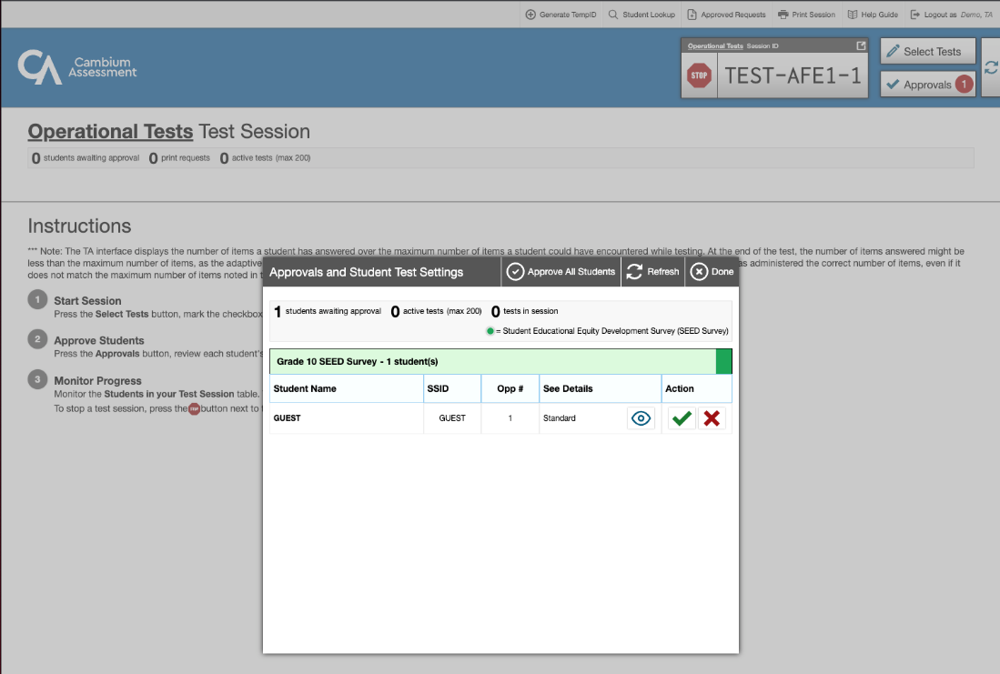 Generate TempID Student Lookup Approved Requests Print Session Help Guide Logout as Demo, TA
Cambium
Assessment
Operational Tests Session ID
STOP TEST-AFE1-1
Select Tests
Approvals 1
Operational Tests Test Session
0 students awaiting approval 0 print requests 0 active tests (max 200)
Instructions
*** Note: The TA interface displays the number of items a student has answered over the maximum number of items a student could have encountered while testing. At the end of the test, the number of items answered might be
less than the maximum number of items, as the adaptive
as administered the correct number of items, even if it
does not match the maximum number of items noted in
1 Start Session
Press the Select Tests button, mark the checkbox
2 Approve Students
Press the Approvals button, review each student's
3 Monitor Progress
Monitor the Students in your Test Session table.
To stop a test session, press the STOP button next to
Approvals and Student Test Settings Approve All Students Refresh Done
1 students awaiting approval 0 active tests (max 200) 0 tests in session
= Student Educational Equity Development Survey (SEED Survey)
Grade 10 SEED Survey - 1 student(s)
Student Name SSID Opp # See Details Action
GUEST GUEST 1 Standard